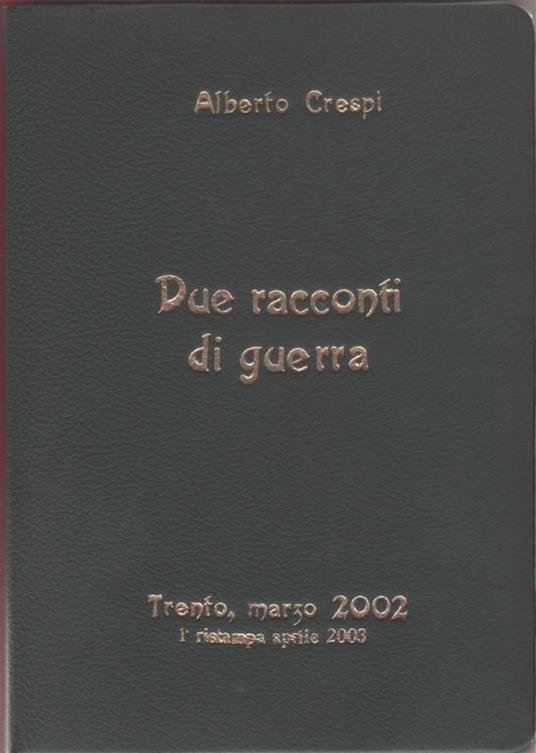 Alberto Crespi
Due racconti
di guerra
Trento, marzo 2002
1ª ristampa aprile 2003